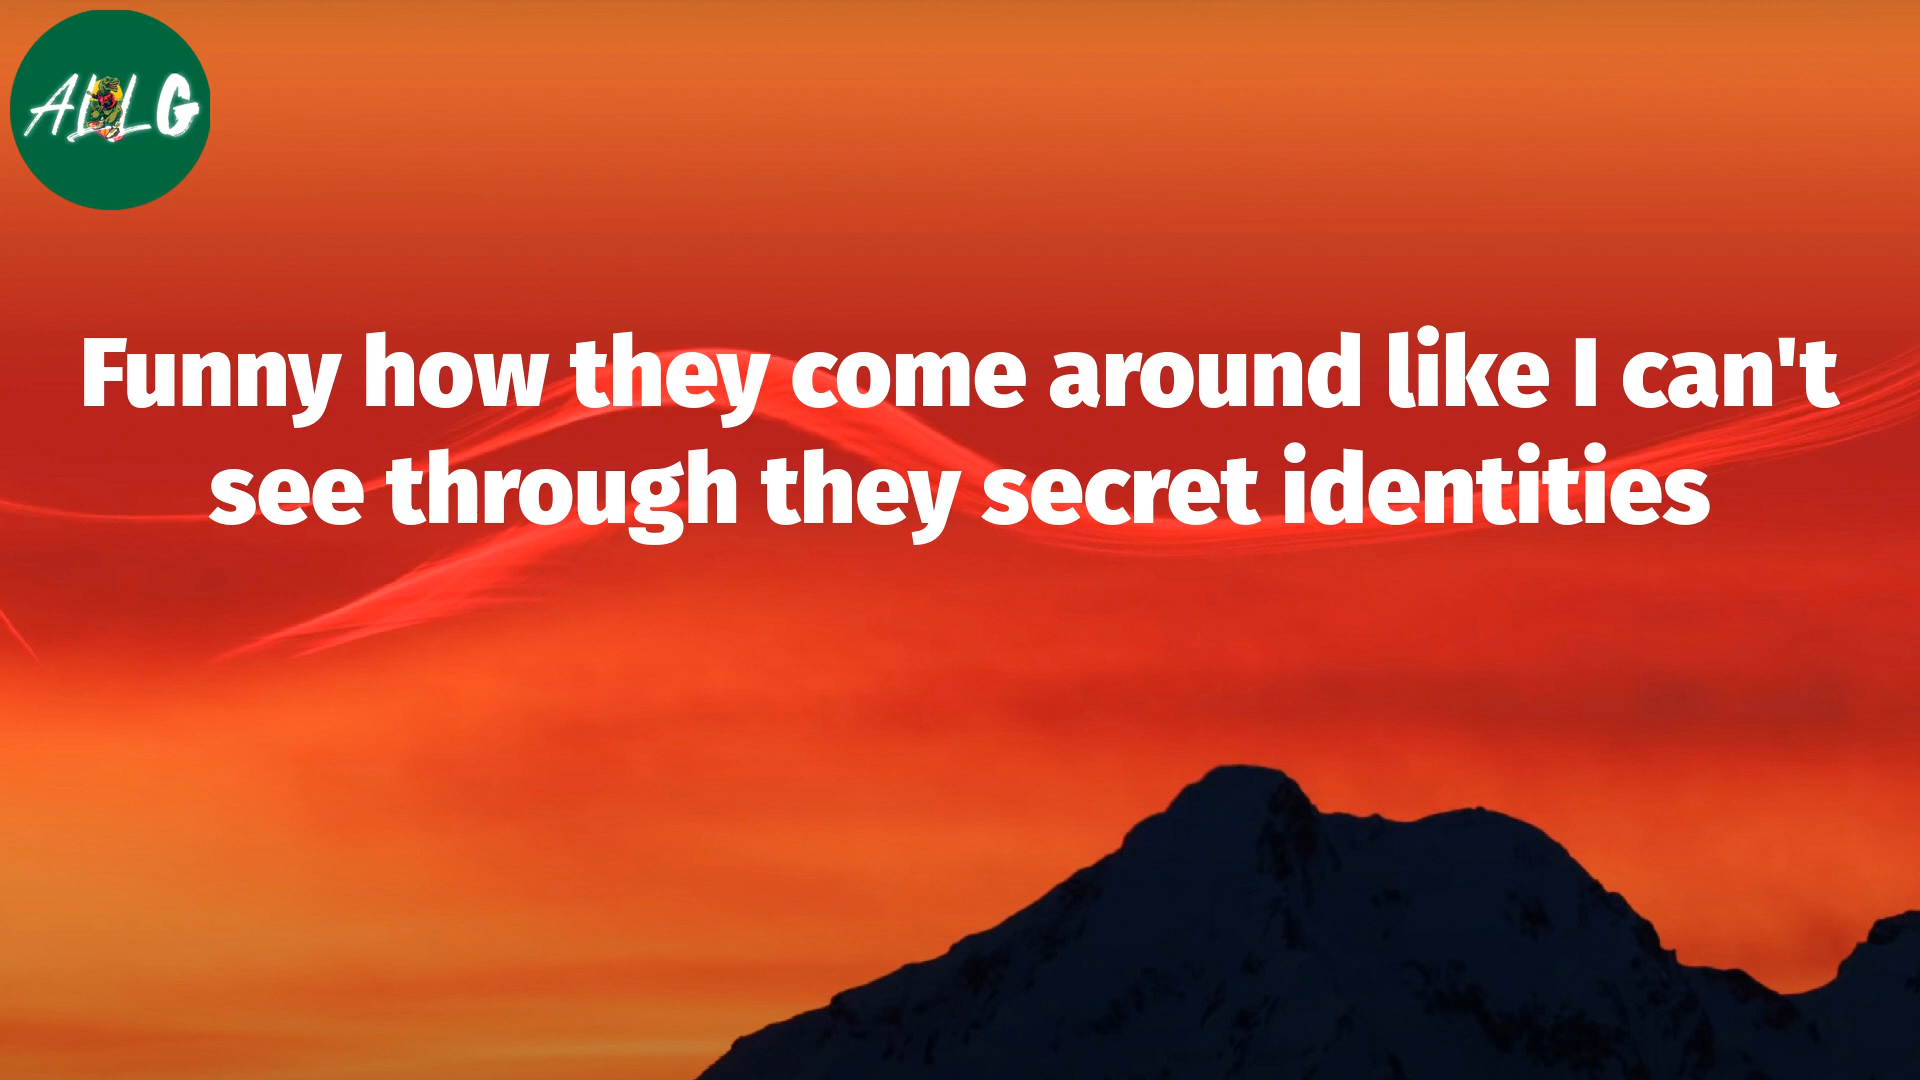 ALLG
Funny how they come around like I can't
see through they secret identities